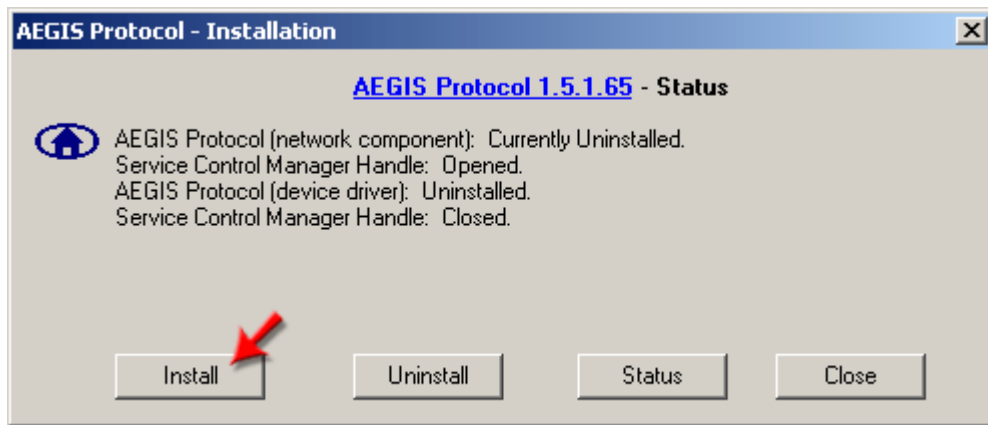 AEGIS Protocol - Installation
AEGIS Protocol 1.5.1.65 - Status
AEGIS Protocol (network component):  Currently Uninstalled.
Service Control Manager Handle:  Opened.
AEGIS Protocol (device driver):  Uninstalled.
Service Control Manager Handle:  Closed.
Install Uninstall Status Close